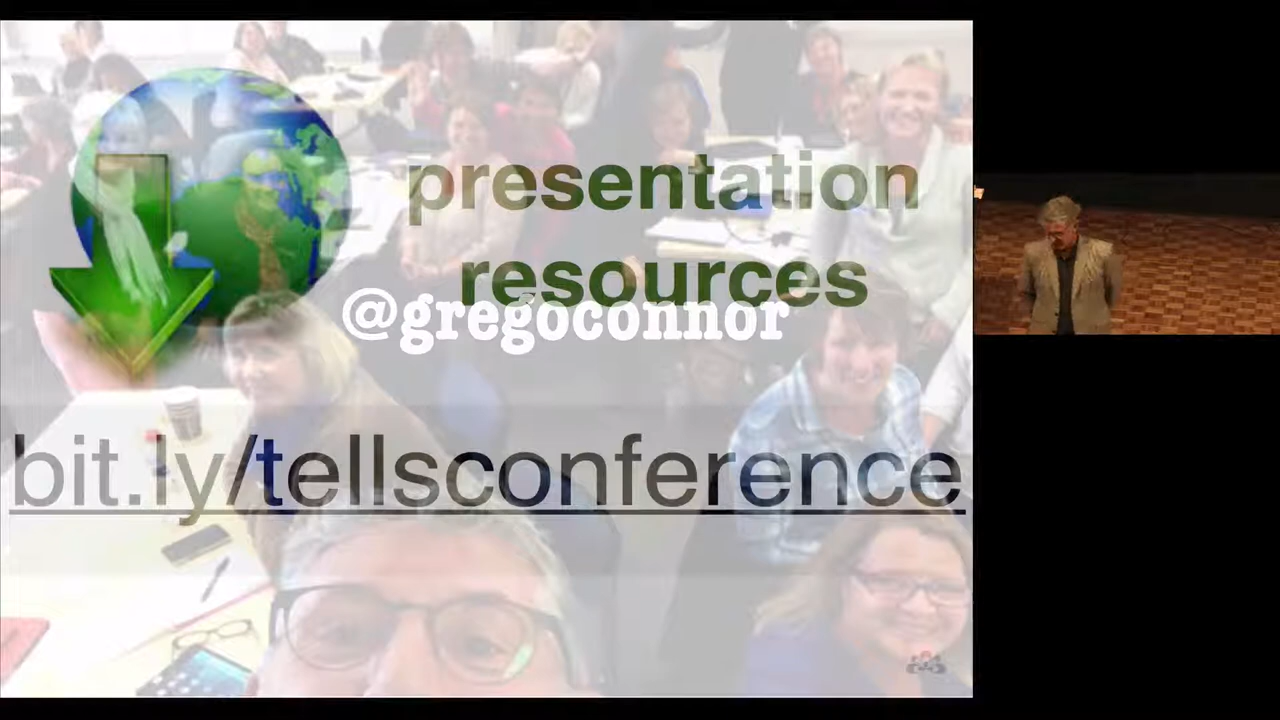 presentation
resources
@gregoconnor
bit.ly/tellsconference